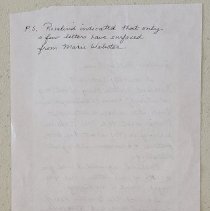 P.S. Rosalind indicated that only
a few letters have surfaced
from Marie Webster.